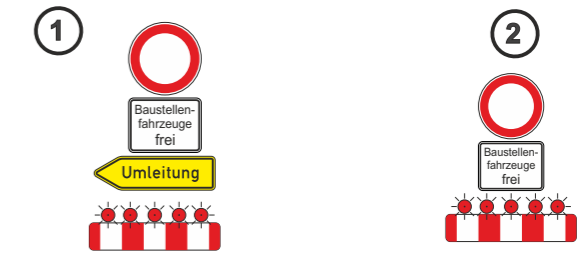 1
Baustellen-
fahrzeuge
frei
Umleitung
2
Baustellen-
fahrzeuge
frei